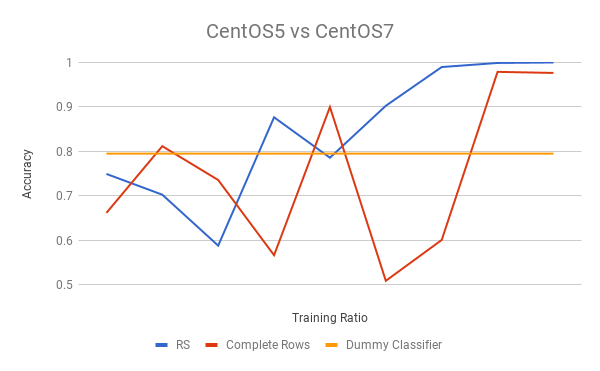 CentOS5 vs CentOS7
1
0.9
0.8
0.7
0.6
0.5
Accuracy
Training Ratio
RS Complete Rows Dummy Classifier